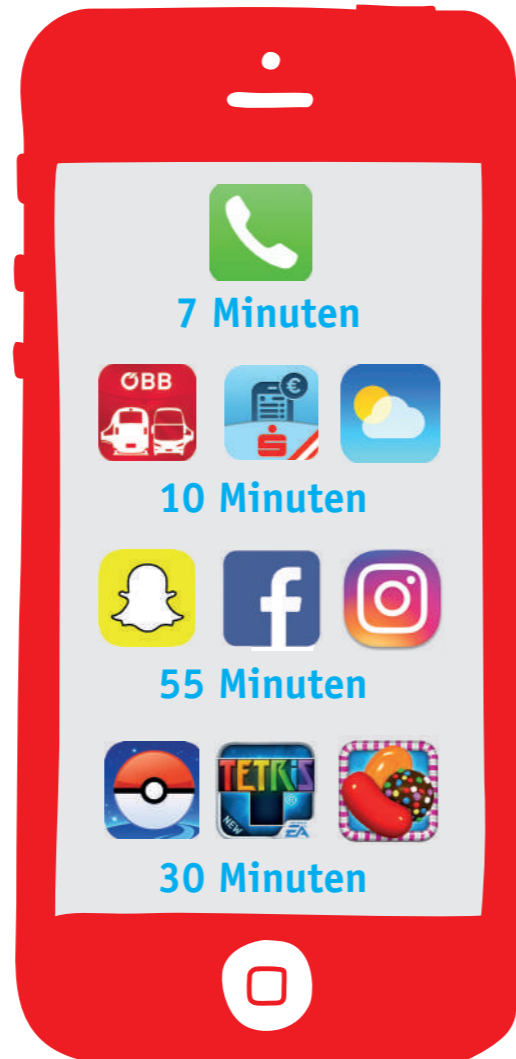 7 Minuten
ÖBB
€
S
10 Minuten
f
55 Minuten
TETRIS
®
NEW
EA
30 Minuten